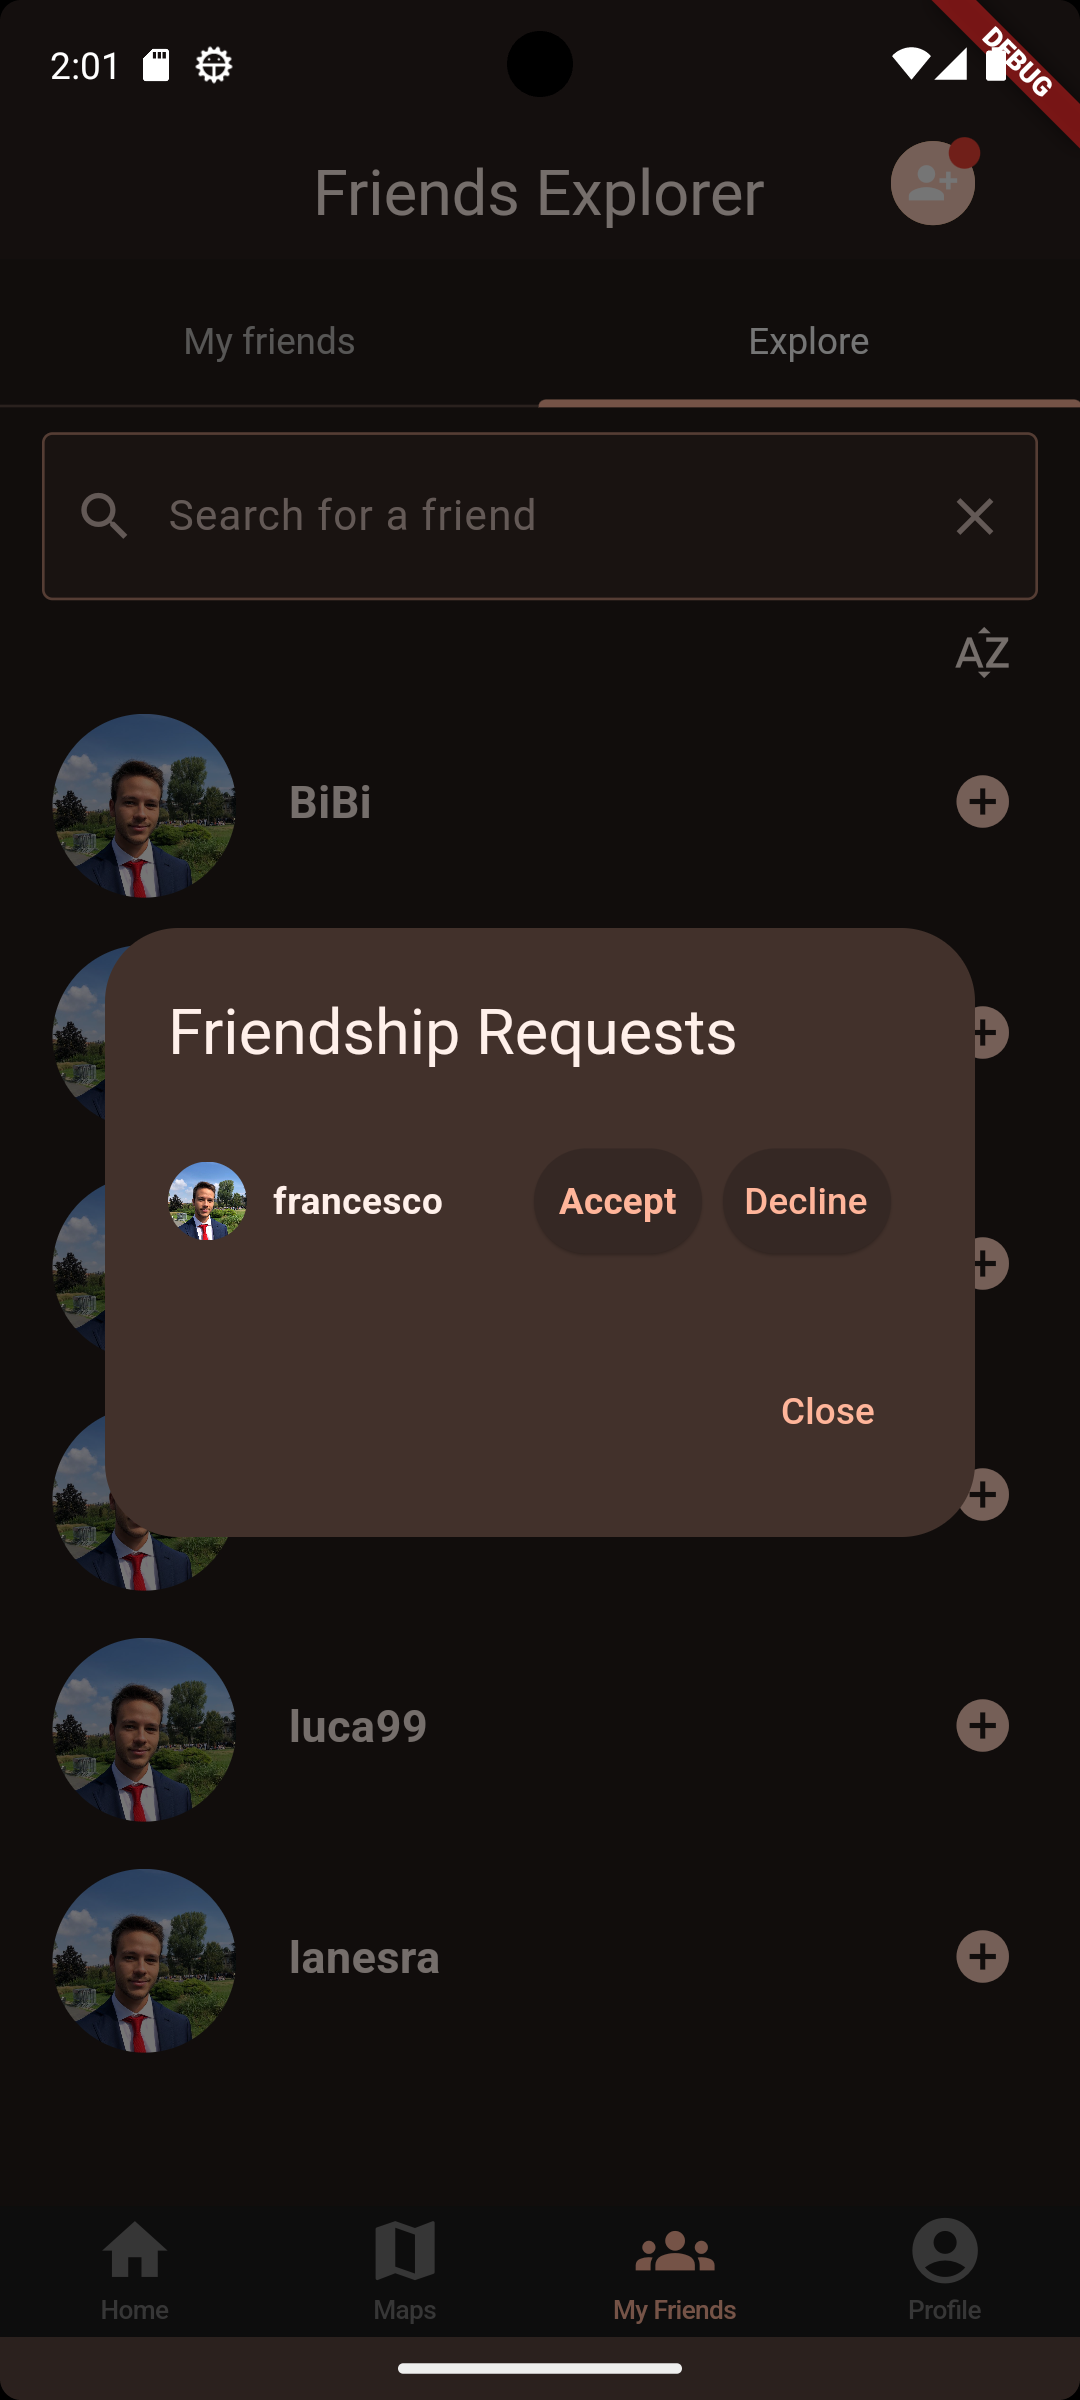 2:01
DEBUG
Friends Explorer
My friends
Explore
Search for a friend
AZ
BiBi
Friendship Requests
francesco
Accept
Decline
Close
luca99
lanesra
Home
Maps
My Friends
Profile